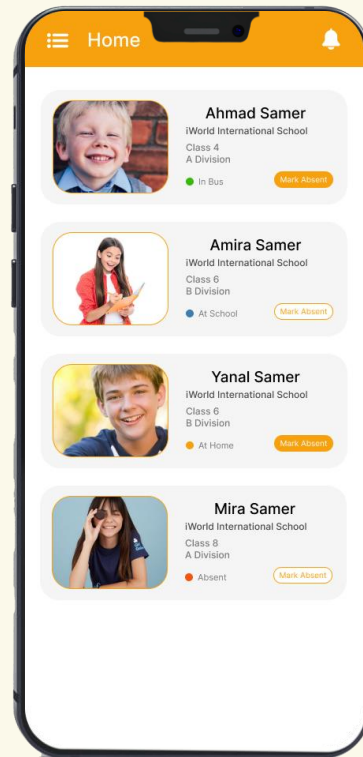 Home
Ahmad Samer
iWorld International School
Class 4
A Division
In Bus
Mark Absent
Amira Samer
iWorld International School
Class 6
B Division
At School
Mark Absent
Yanal Samer
iWorld International School
Class 6
B Division
At Home
Mark Absent
Mira Samer
iWorld International School
Class 8
A Division
Absent
Mark Absent